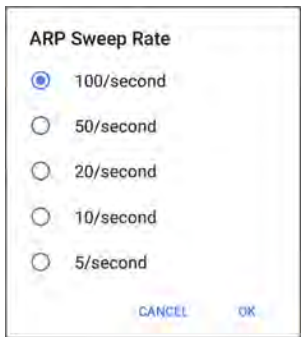 ARP Sweep Rate
100/second
50/second
20/second
10/second
5/second
CANCEL OK